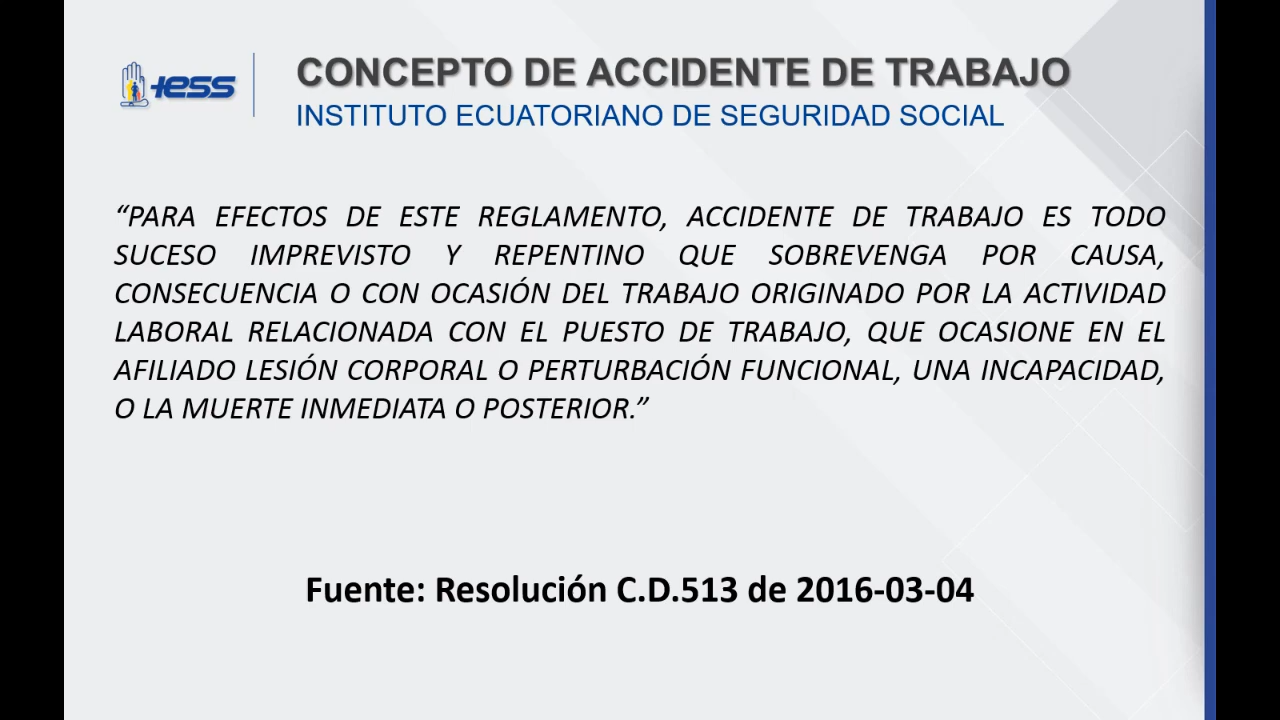 IESS
CONCEPTO DE ACCIDENTE DE TRABAJO
INSTITUTO ECUATORIANO DE SEGURIDAD SOCIAL
“PARA EFECTOS DE ESTE REGLAMENTO, ACCIDENTE DE TRABAJO ES TODO
SUCESO IMPREVISTO Y REPENTINO QUE SOBREVENGA POR CAUSA,
CONSECUENCIA O CON OCASIÓN DEL TRABAJO ORIGINADO POR LA ACTIVIDAD
LABORAL RELACIONADA CON EL PUESTO DE TRABAJO, QUE OCASIONE EN EL
AFILIADO LESIÓN CORPORAL O PERTURBACIÓN FUNCIONAL, UNA INCAPACIDAD,
O LA MUERTE INMEDIATA O POSTERIOR.”
Fuente: Resolución C.D.513 de 2016-03-04